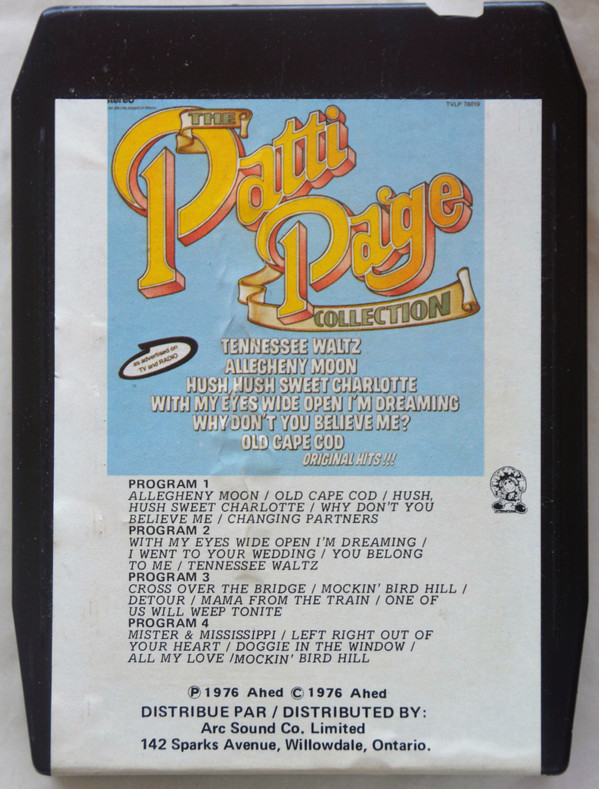 Stereo
TVLP 76019
THE
Patti
Page
COLLECTION
as advertised on
TV and RADIO
TENNESSEE WALTZ
ALLEGHENY MOON
HUSH HUSH SWEET CHARLOTTE
WITH MY EYES WIDE OPEN I'M DREAMING
WHY DON'T YOU BELIEVE ME?
OLD CAPE COD
ORIGINAL HITS!!!
PROGRAM 1
ALLEGHENY MOON / OLD CAPE COD / HUSH,
HUSH SWEET CHARLOTTE / WHY DON'T YOU
BELIEVE ME / CHANGING PARTNERS
PROGRAM 2
WITH MY EYES WIDE OPEN I'M DREAMING /
I WENT TO YOUR WEDDING / YOU BELONG
TO ME / TENNESSEE WALTZ
PROGRAM 3
CROSS OVER THE BRIDGE / MOCKIN' BIRD HILL /
DETOUR / MAMA FROM THE TRAIN / ONE OF
US WILL WEEP TONITE
PROGRAM 4
MISTER & MISSISSIPPI / LEFT RIGHT OUT OF
YOUR HEART / DOGGIE IN THE WINDOW /
ALL MY LOVE /MOCKIN' BIRD HILL
Ⓟ 1976 Ahed © 1976 Ahed
DISTRIBUE PAR / DISTRIBUTED BY:
Arc Sound Co. Limited
142 Sparks Avenue, Willowdale, Ontario.